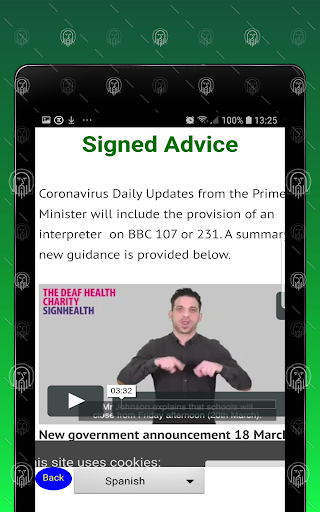 100% 13:25
Signed Advice
Coronavirus Daily Updates from the Prime
Minister will include the provision of an
interpreter on BBC 107 or 231. A summar
new guidance is provided below.
THE DEAF HEALTH
CHARITY
SIGNHEALTH
03:32
Mr Johnson explains that schools will
close from Friday afternoon (20th March).
New government announcement 18 March
his site uses cookies:
Back
Spanish